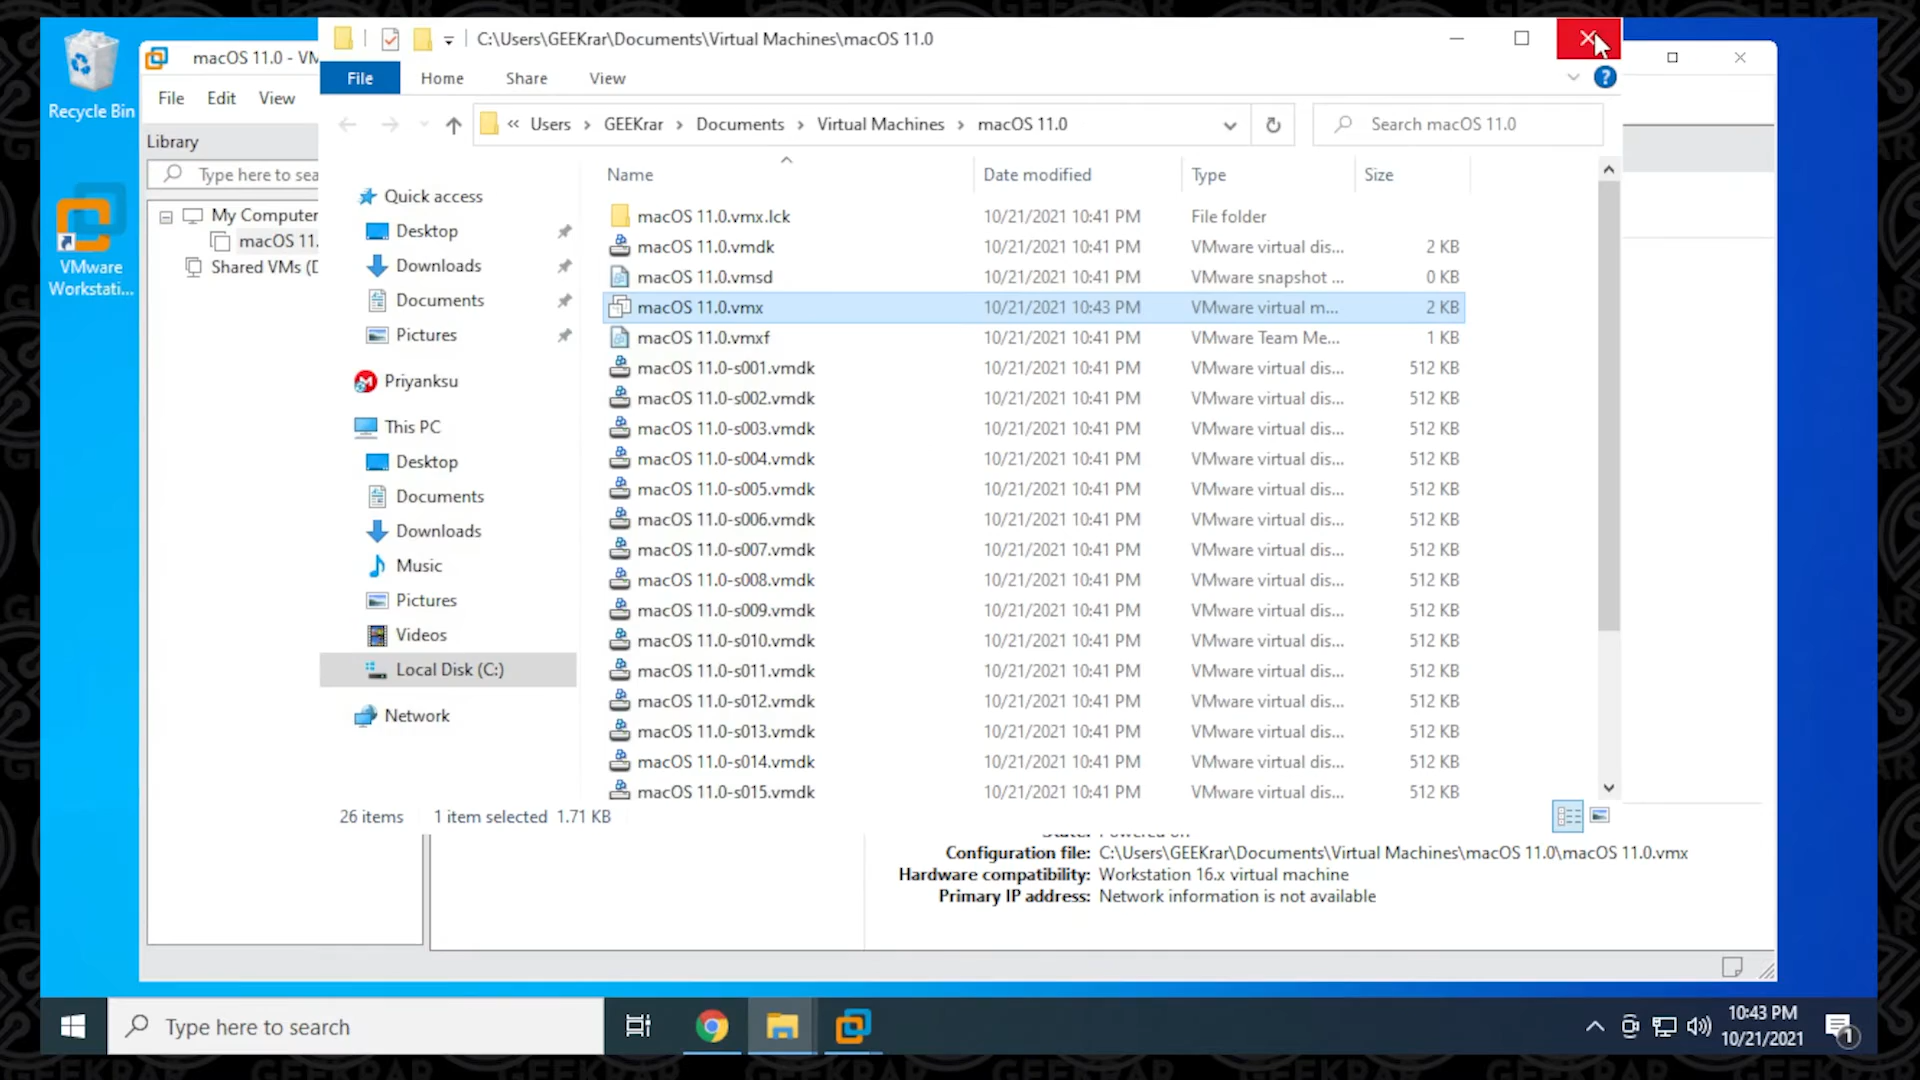 Recycle Bin
VMware
Workstati...
macOS 11.0 - VM
File Edit View
Library
Type here to sea
My Computer
macOS 11.
Shared VMs (D
C:\Users\GEEKrar\Documents\Virtual Machines\macOS 11.0
File Home Share View
« Users › GEEKrar › Documents › Virtual Machines › macOS 11.0
Search macOS 11.0
Quick access
Desktop
Downloads
Documents
Pictures
Priyanksu
This PC
Desktop
Documents
Downloads
Music
Pictures
Videos
Local Disk (C:)
Network
Name Date modified Type Size
macOS 11.0.vmx.lck 10/21/2021 10:41 PM File folder
macOS 11.0.vmdk 10/21/2021 10:41 PM VMware virtual dis... 2 KB
macOS 11.0.vmsd 10/21/2021 10:41 PM VMware snapshot ... 0 KB
macOS 11.0.vmx 10/21/2021 10:43 PM VMware virtual m... 2 KB
macOS 11.0.vmxf 10/21/2021 10:41 PM VMware Team Me... 1 KB
macOS 11.0-s001.vmdk 10/21/2021 10:41 PM VMware virtual dis... 512 KB
macOS 11.0-s002.vmdk 10/21/2021 10:41 PM VMware virtual dis... 512 KB
macOS 11.0-s003.vmdk 10/21/2021 10:41 PM VMware virtual dis... 512 KB
macOS 11.0-s004.vmdk 10/21/2021 10:41 PM VMware virtual dis... 512 KB
macOS 11.0-s005.vmdk 10/21/2021 10:41 PM VMware virtual dis... 512 KB
macOS 11.0-s006.vmdk 10/21/2021 10:41 PM VMware virtual dis... 512 KB
macOS 11.0-s007.vmdk 10/21/2021 10:41 PM VMware virtual dis... 512 KB
macOS 11.0-s008.vmdk 10/21/2021 10:41 PM VMware virtual dis... 512 KB
macOS 11.0-s009.vmdk 10/21/2021 10:41 PM VMware virtual dis... 512 KB
macOS 11.0-s010.vmdk 10/21/2021 10:41 PM VMware virtual dis... 512 KB
macOS 11.0-s011.vmdk 10/21/2021 10:41 PM VMware virtual dis... 512 KB
macOS 11.0-s012.vmdk 10/21/2021 10:41 PM VMware virtual dis... 512 KB
macOS 11.0-s013.vmdk 10/21/2021 10:41 PM VMware virtual dis... 512 KB
macOS 11.0-s014.vmdk 10/21/2021 10:41 PM VMware virtual dis... 512 KB
macOS 11.0-s015.vmdk 10/21/2021 10:41 PM VMware virtual dis... 512 KB
26 items 1 item selected 1.71 KB
Configuration file: C:\Users\GEEKrar\Documents\Virtual Machines\macOS 11.0\macOS 11.0.vmx
Hardware compatibility: Workstation 16.x virtual machine
Primary IP address: Network information is not available
Type here to search
10:43 PM
10/21/2021
1